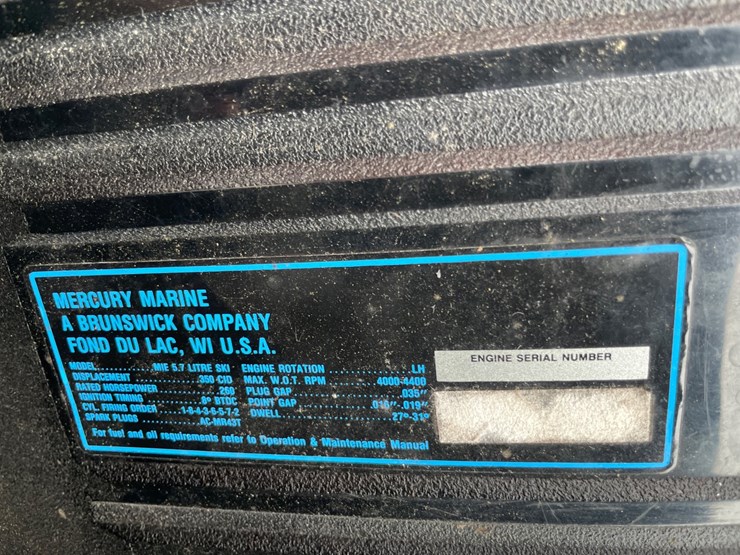 MERCURY MARINE
A BRUNSWICK COMPANY
FOND DU LAC, WI U.S.A.
MODEL MIE 5.7 LITRE SKI
DISPLACEMENT 350 CID
RATED HORSEPOWER 250
IGNITION TIMING 8° BTDC
CYL. FIRING ORDER 1-8-4-3-6-5-7-2
SPARK PLUGS AC-MR43T
ENGINE ROTATION LH
MAX. W.O.T. RPM 4000-4400
PLUG GAP .035"
POINT GAP .019"
DWELL 27°-31°
For fuel and oil requirements refer to Operation & Maintenance Manual
ENGINE SERIAL NUMBER